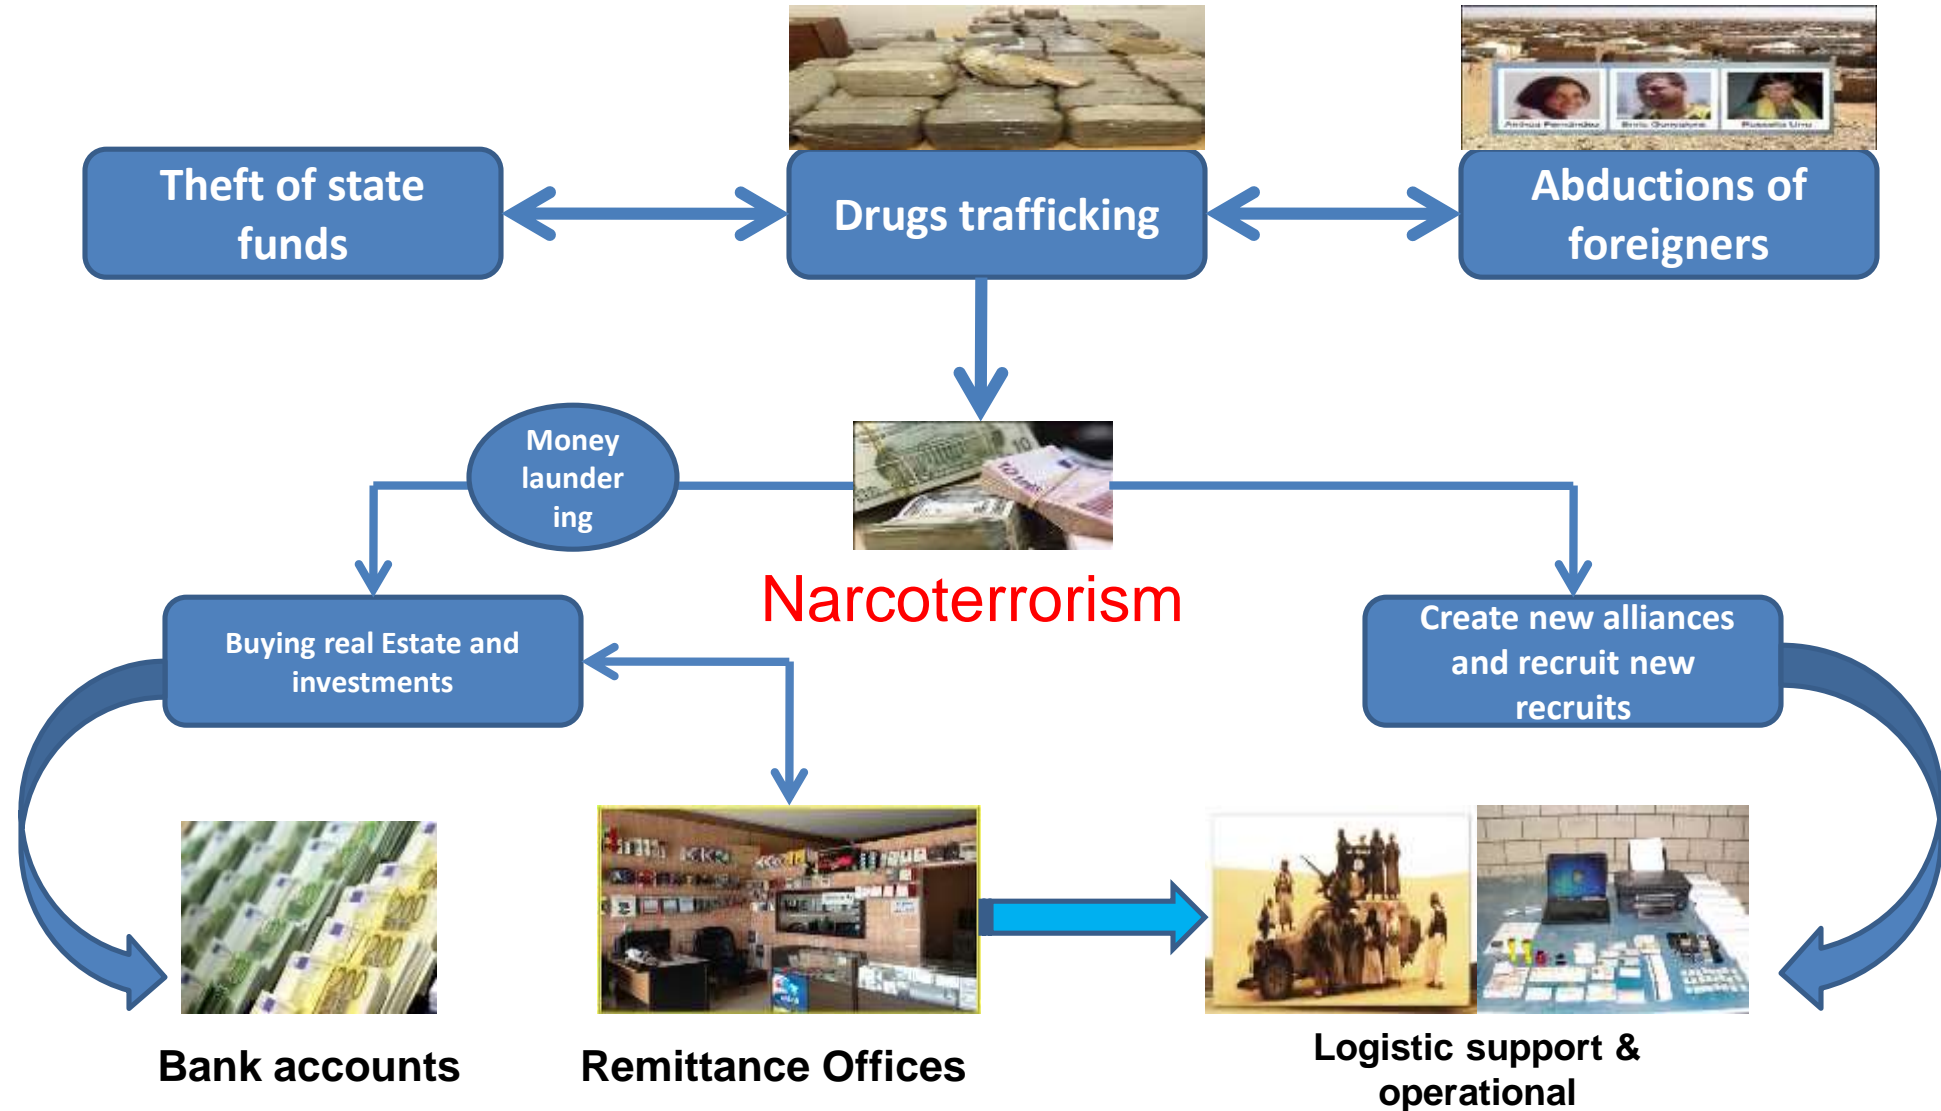 Theft of state
funds
Drugs trafficking
Abductions of
foreigners
Money
launder
ing
Narcoterrorism
Buying real Estate and
investments
Create new alliances
and recruit new
recruits
Bank accounts
Remittance Offices
Logistic support &
operational